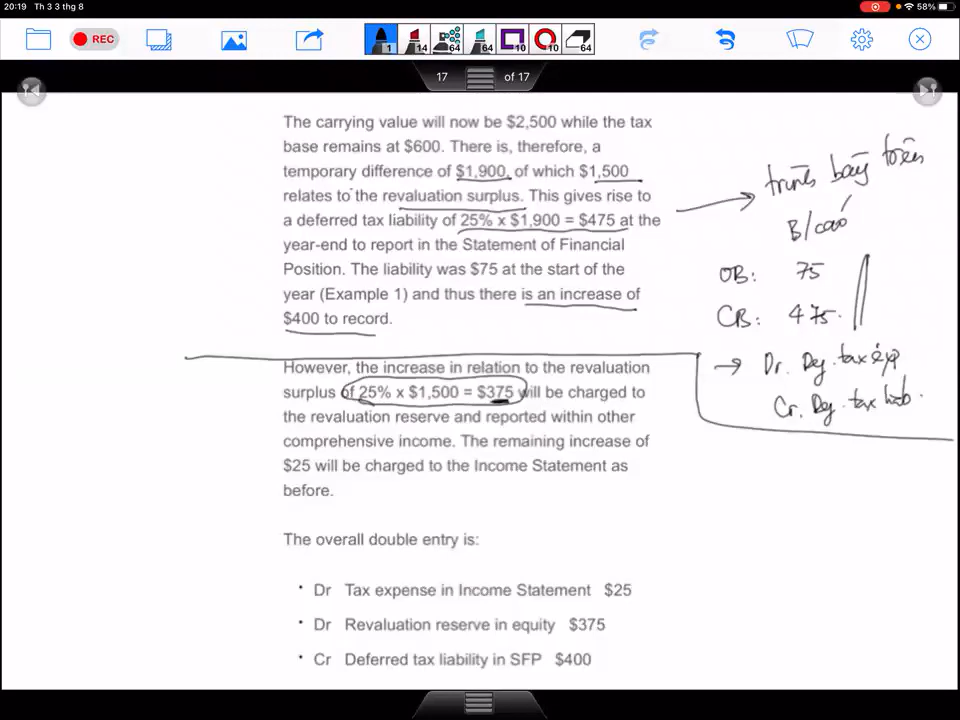 20:19 Th 3 3 thg 8
58%
REC
1
14
64
64
10
10
64
17 of 17
The carrying value will now be $2,500 while the tax
base remains at $600. There is, therefore, a
temporary difference of $1,900, of which $1,500
relates to the revaluation surplus. This gives rise to
a deferred tax liability of 25% x $1,900 = $475 at the
year-end to report in the Statement of Financial
Position. The liability was $75 at the start of the
year (Example 1) and thus there is an increase of
$400 to record.
trình bày trên
B/cáo
OB: 75
CB: 475.
Dr. Def. tax exp
Cr. Def. tax liab.
However, the increase in relation to the revaluation
surplus of 25% x $1,500 = $375 will be charged to
the revaluation reserve and reported within other
comprehensive income. The remaining increase of
$25 will be charged to the Income Statement as
before.
The overall double entry is:
• Dr Tax expense in Income Statement $25
• Dr Revaluation reserve in equity $375
• Cr Deferred tax liability in SFP $400